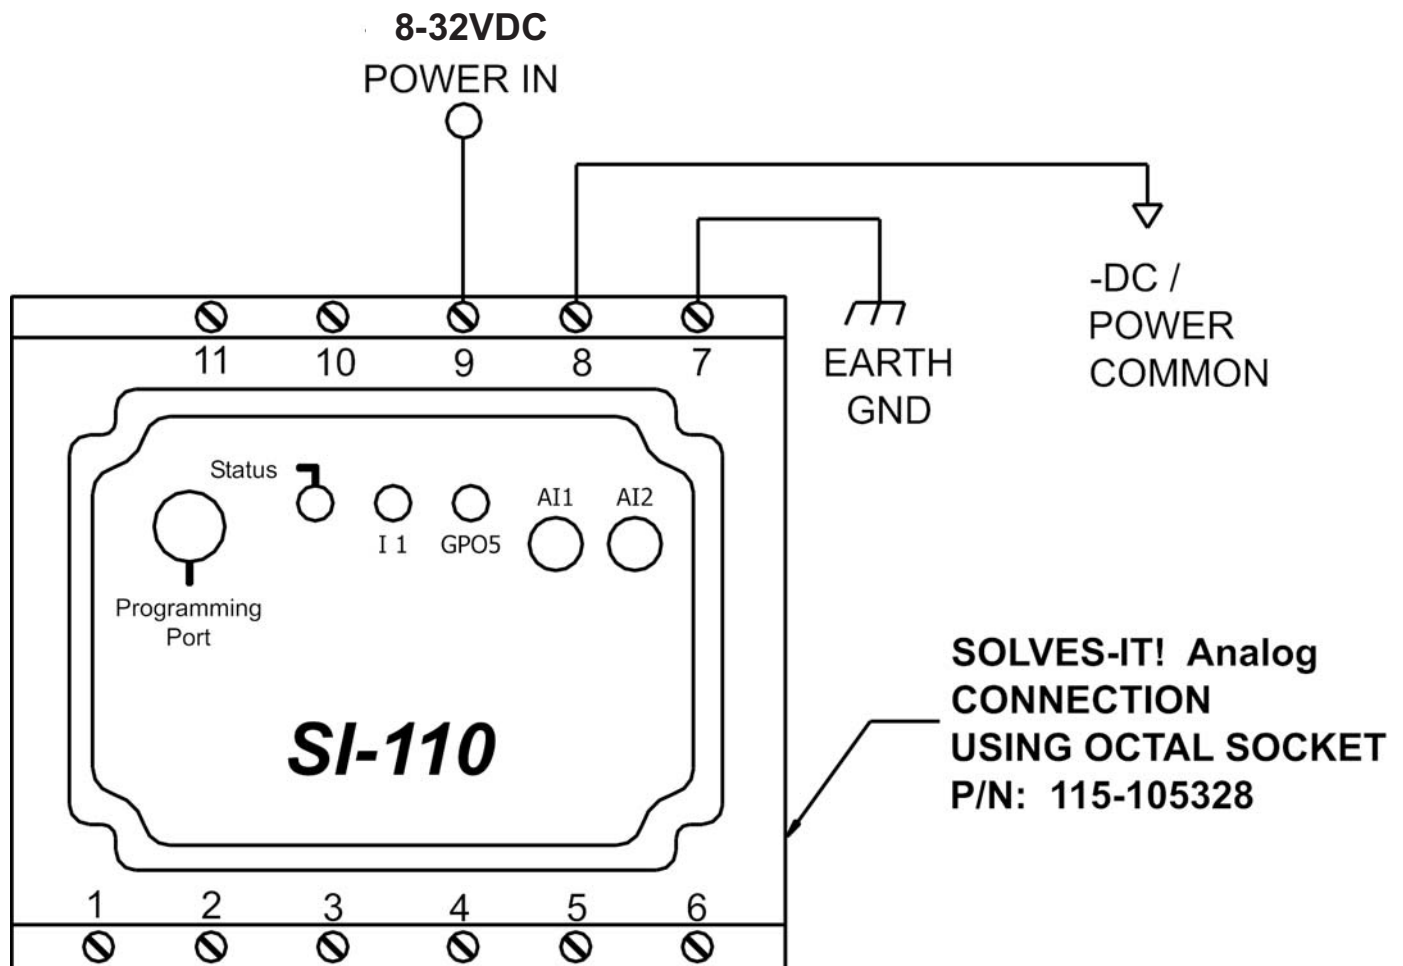 8-32VDC
POWER IN
-DC /
POWER
COMMON
EARTH
GND
11 10 9 8 7
Status
AI1 AI2
I 1 GPO5
Programming
Port
SI-110
SOLVES-IT! Analog
CONNECTION
USING OCTAL SOCKET
P/N: 115-105328
1 2 3 4 5 6